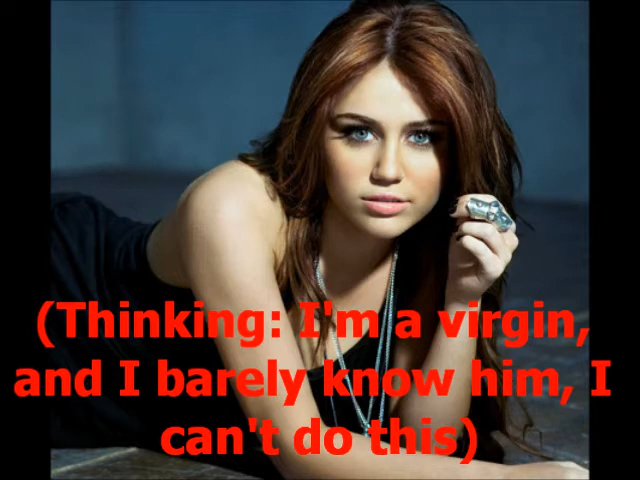 (Thinking: I'm a virgin,
and I barely know him, I
can't do this)